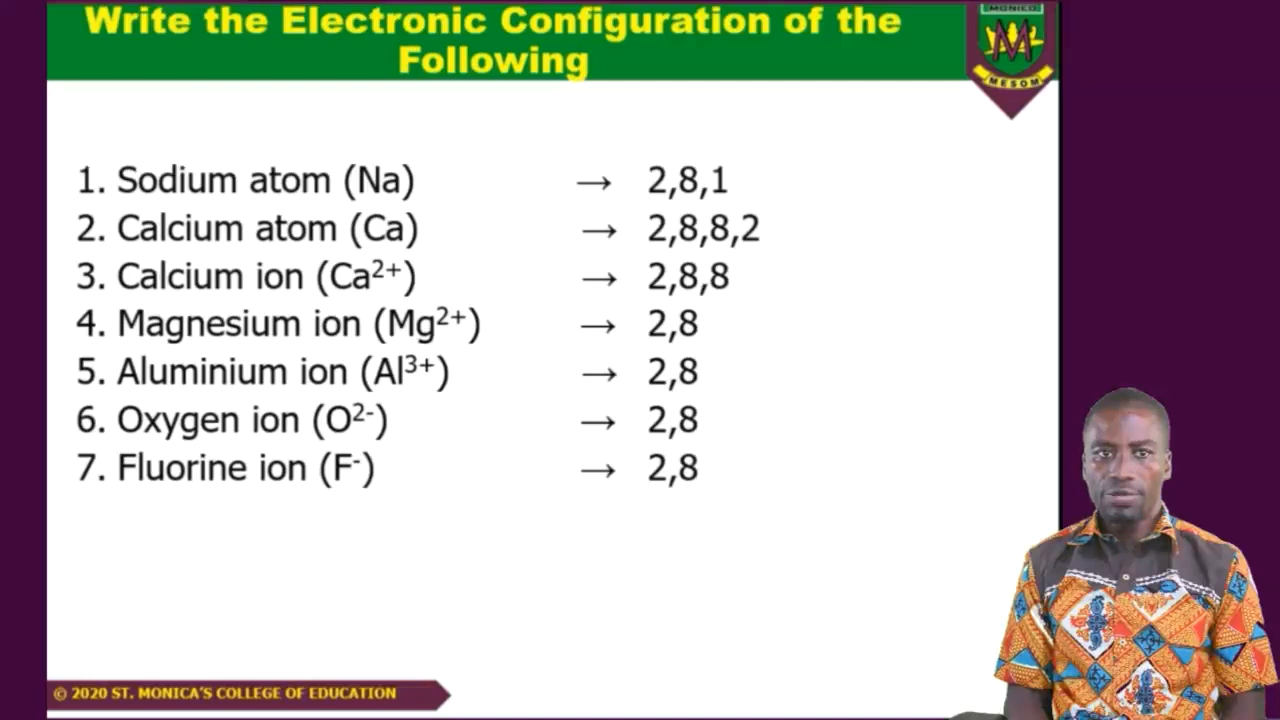 Write the Electronic Configuration of the
Following
MONICO
M
MESOM
1. Sodium atom (Na) → 2,8,1
2. Calcium atom (Ca) → 2,8,8,2
3. Calcium ion (Ca²⁺) → 2,8,8
4. Magnesium ion (Mg²⁺) → 2,8
5. Aluminium ion (Al³⁺) → 2,8
6. Oxygen ion (O²⁻) → 2,8
7. Fluorine ion (F⁻) → 2,8
© 2020 ST. MONICA'S COLLEGE OF EDUCATION